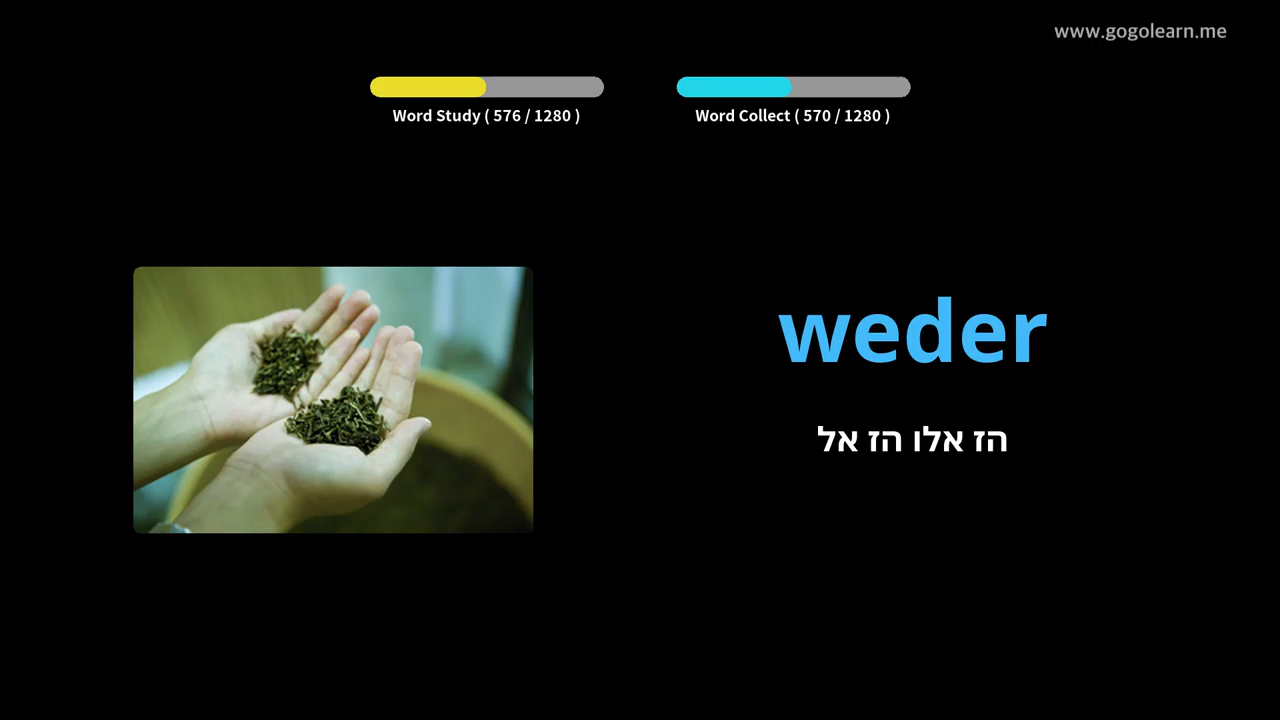 www.gogolearn.me
Word Study ( 576 / 1280 )
Word Collect ( 570 / 1280 )
weder
הז אלו הז אל